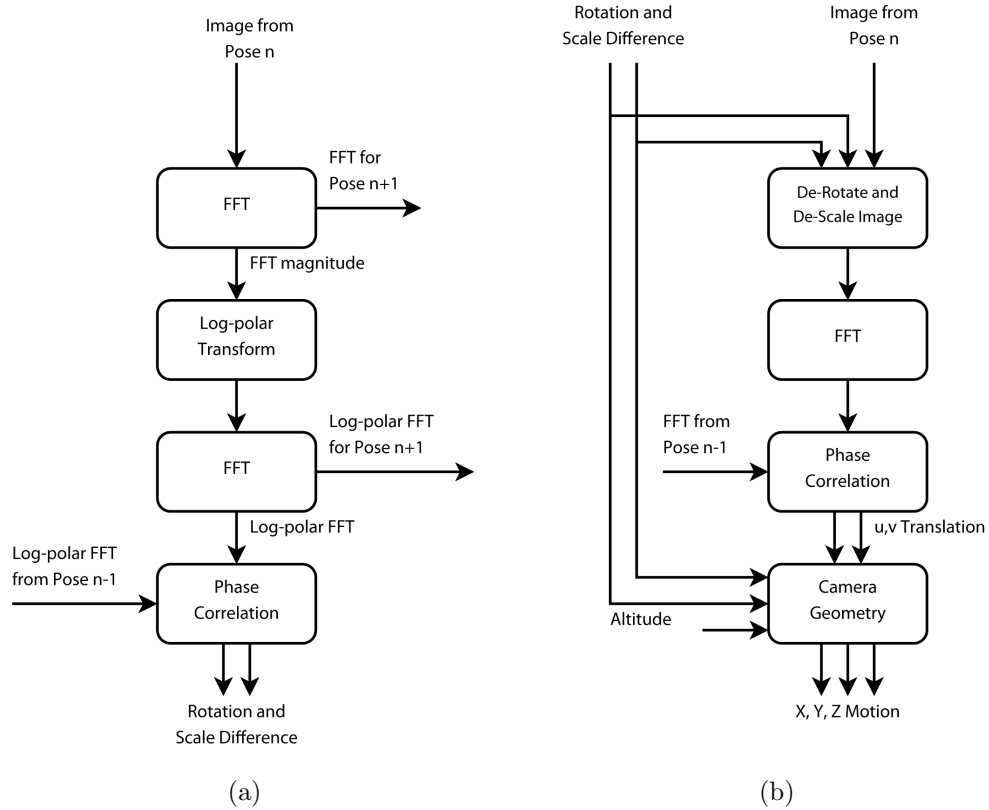 Image from
Pose n
FFT for
Pose n+1
FFT
FFT magnitude
Log-polar
Transform
Log-polar FFT
for Pose n+1
FFT
Log-polar FFT
Log-polar FFT
from Pose n-1
Phase
Correlation
Rotation and
Scale Difference
(a)
Rotation and
Scale Difference
Image from
Pose n
De-Rotate and
De-Scale Image
FFT
FFT from
Pose n-1
Phase
Correlation
u,v Translation
Camera
Geometry
Altitude
X, Y, Z Motion
(b)